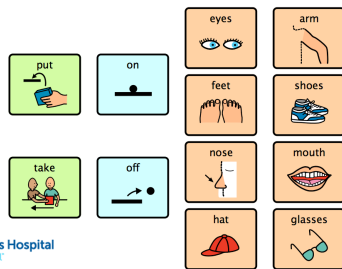 eyes
arm
put
on
feet
shoes
take
off
nose
mouth
hat
glasses
s Hospital